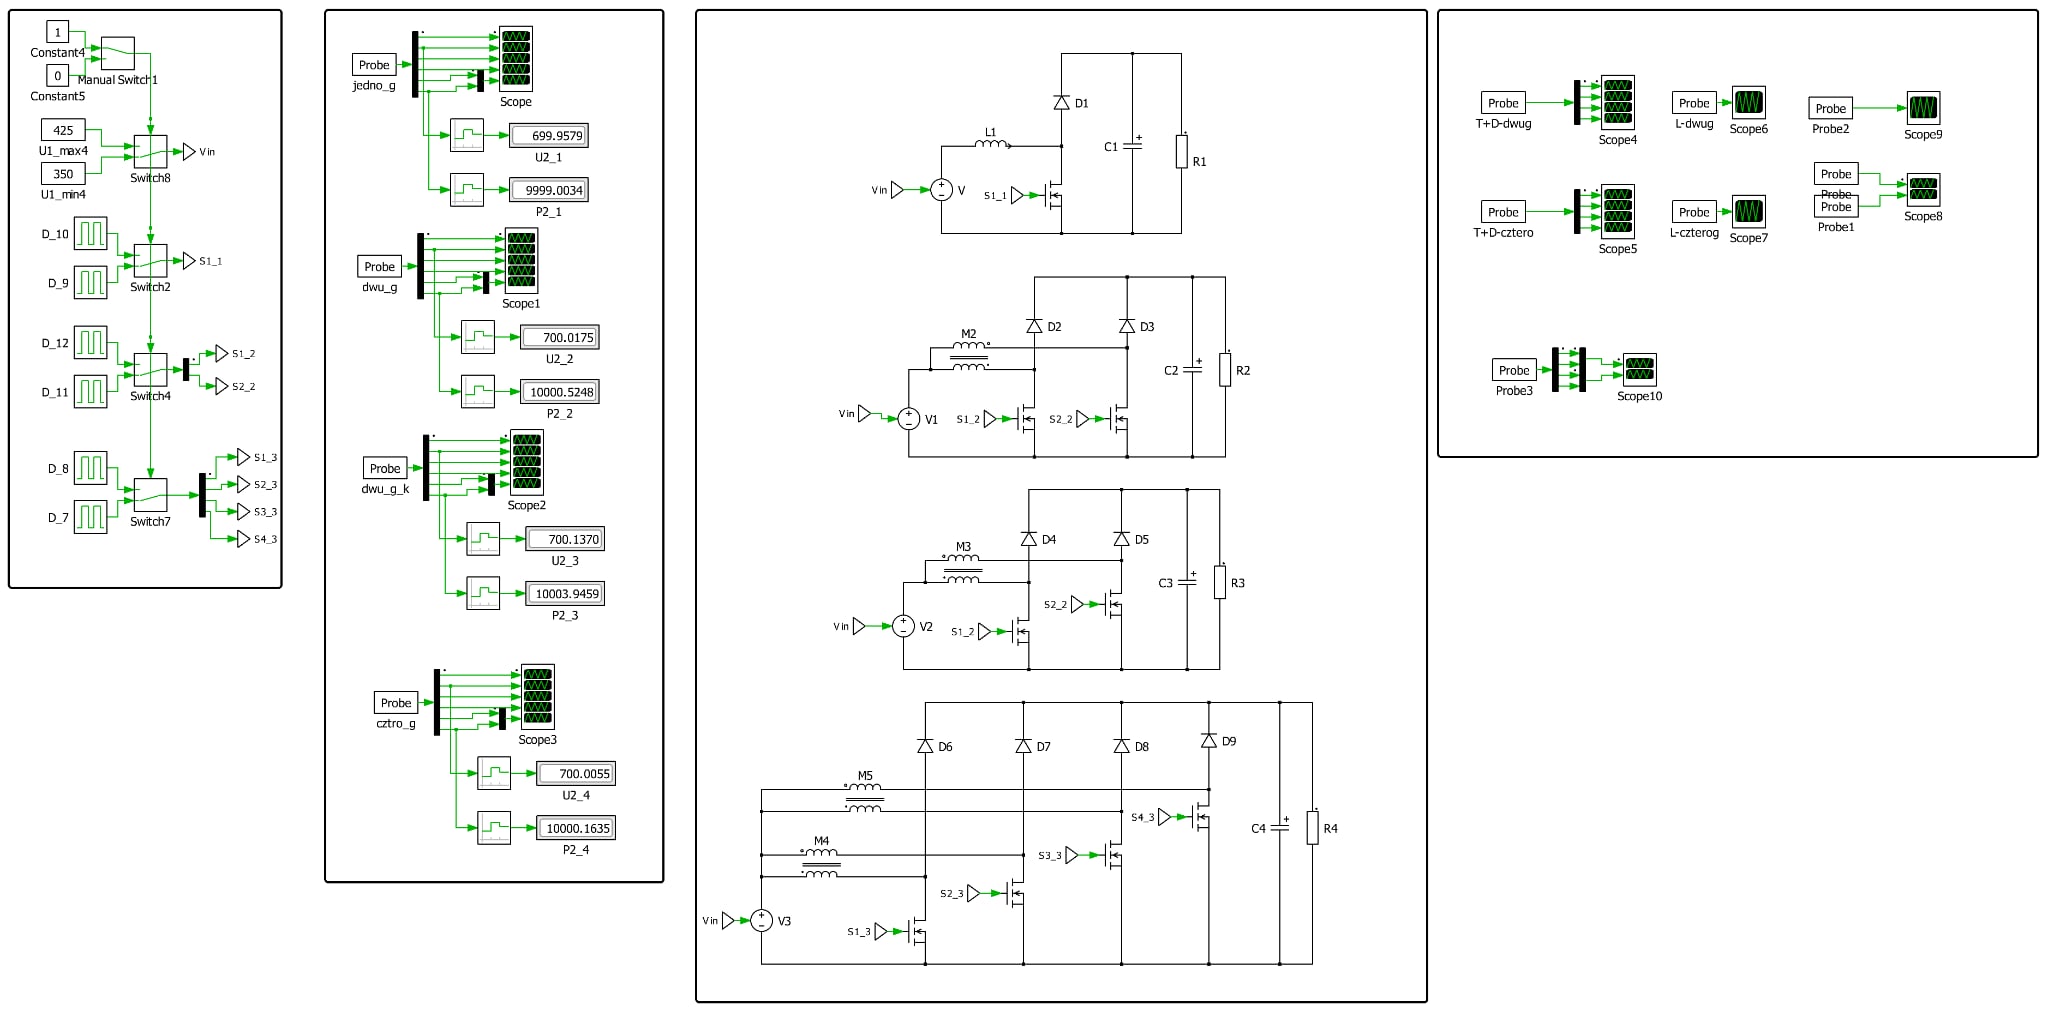 1
Constant4
0
Constant5
Manual Switch1
425
U1_max4
350
U1_min4
Switch8
Vin
D_10
D_9
Switch2
S1_1
D_12
D_11
Switch4
S1_2
S2_2
D_8
D_7
Switch7
S1_3
S2_3
S3_3
S4_3
Probe
jedno_g
Scope
699.9579
U2_1
9999.0034
P2_1
Probe
dwu_g
Scope1
700.0175
U2_2
10000.5248
P2_2
Probe
dwu_g_k
Scope2
700.1370
U2_3
10003.9459
P2_3
Probe
cztro_g
Scope3
700.0055
U2_4
10000.1635
P2_4
D1
L1
C1
R1
Vin
V
S1_1
D2
D3
M2
C2
R2
Vin
V1
S1_2
S2_2
D4
D5
M3
C3
R3
S2_2
Vin
V2
S1_2
D6
D7
D8
D9
M5
S4_3
C4
R4
M4
S3_3
S2_3
Vin
V3
S1_3
Probe
T+D-dwug
Scope4
Probe
L-dwug
Scope6
Probe
Probe2
Scope9
Probe
Probe
Probe
Probe1
Scope8
Probe
T+D-cztero
Scope5
Probe
L-czterog
Scope7
Probe
Probe3
Scope10